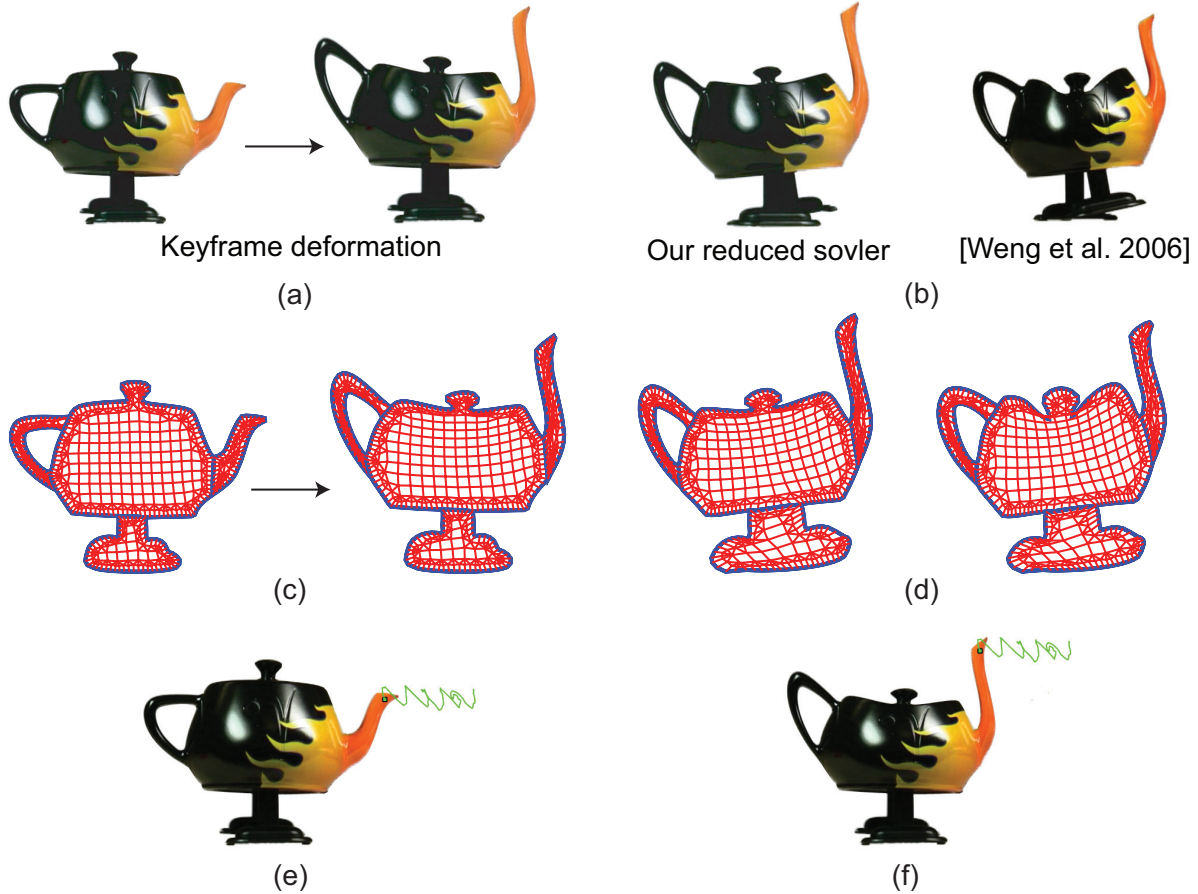 Keyframe deformation
(a)
Our reduced sovler
[Weng et al. 2006]
(b)
(c)
(d)
(e)
(f)